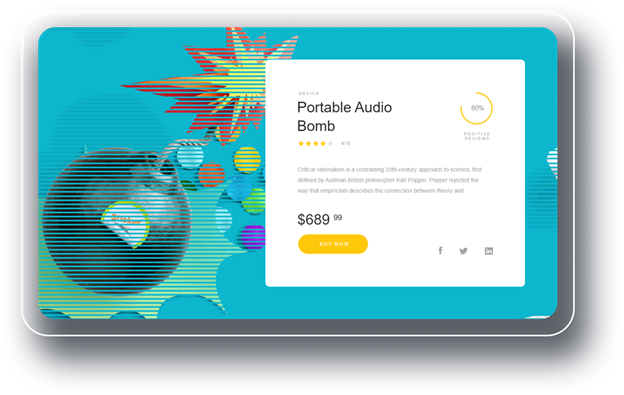 DEVICE
Portable Audio
Bomb
4/5
80%
POSITIVE
REVIEWS
Critical rationalism is a contrasting 20th-century approach to science, first
defined by Austrian-British philosopher Karl Popper. Popper rejected the
way that empiricism describes the connection between theory and
$689 99
BUY NOW